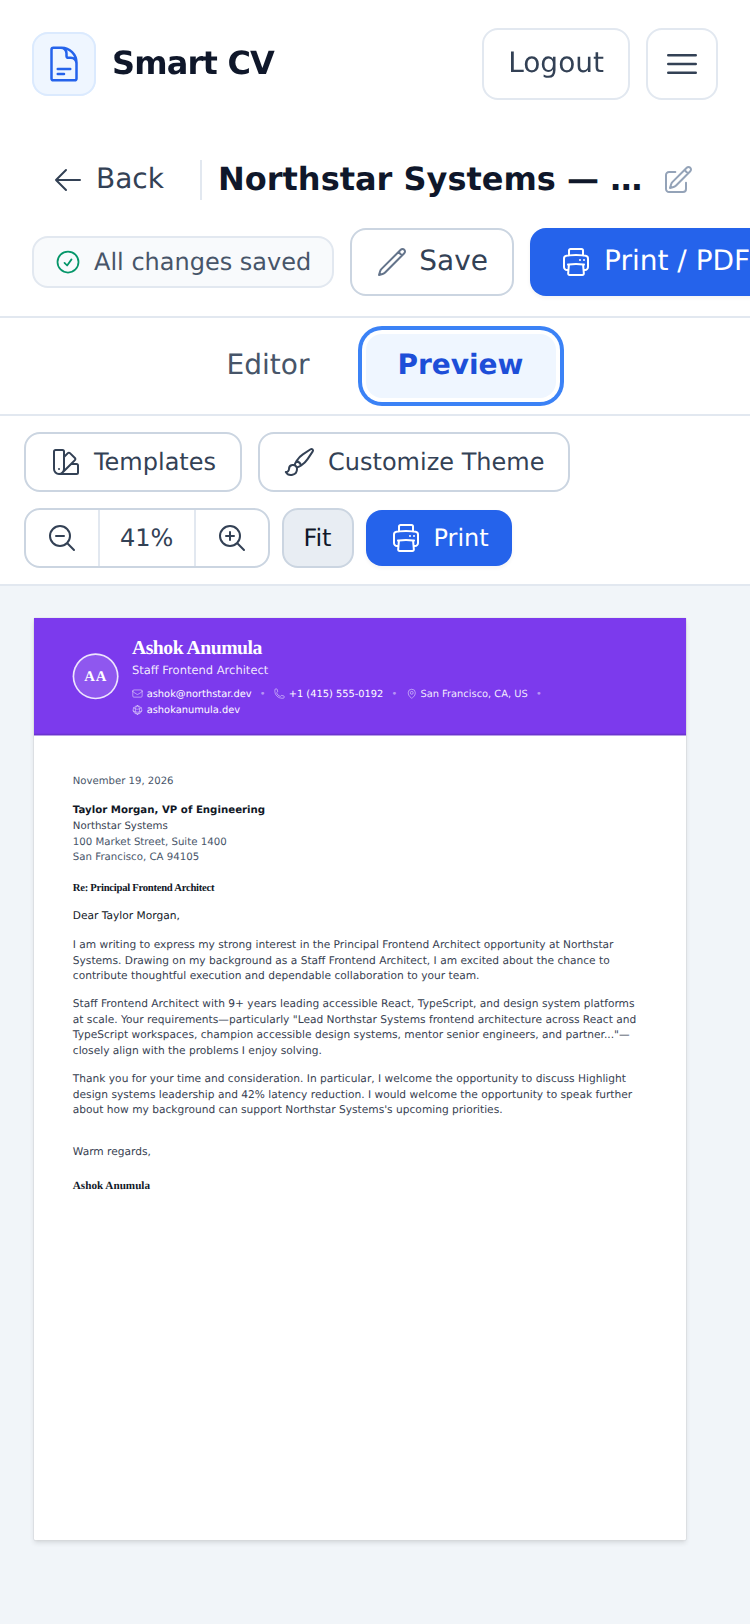 Smart CV
Logout
Back
Northstar Systems — ...
All changes saved
Save
Print / PDF
Editor
Preview
Templates
Customize Theme
41%
Fit
Print
AA
Ashok Anumula
Staff Frontend Architect
ashok@northstar.dev • +1 (415) 555-0192 • San Francisco, CA, US •
ashokanumula.dev
November 19, 2026
Taylor Morgan, VP of Engineering
Northstar Systems
100 Market Street, Suite 1400
San Francisco, CA 94105
Re: Principal Frontend Architect
Dear Taylor Morgan,
I am writing to express my strong interest in the Principal Frontend Architect opportunity at Northstar
Systems. Drawing on my background as a Staff Frontend Architect, I am excited about the chance to
contribute thoughtful execution and dependable collaboration to your team.
Staff Frontend Architect with 9+ years leading accessible React, TypeScript, and design system platforms
at scale. Your requirements—particularly "Lead Northstar Systems frontend architecture across React and
TypeScript workspaces, champion accessible design systems, mentor senior engineers, and partner..."—
closely align with the problems I enjoy solving.
Thank you for your time and consideration. In particular, I welcome the opportunity to discuss Highlight
design systems leadership and 42% latency reduction. I would welcome the opportunity to speak further
about how my background can support Northstar Systems's upcoming priorities.
Warm regards,
Ashok Anumula